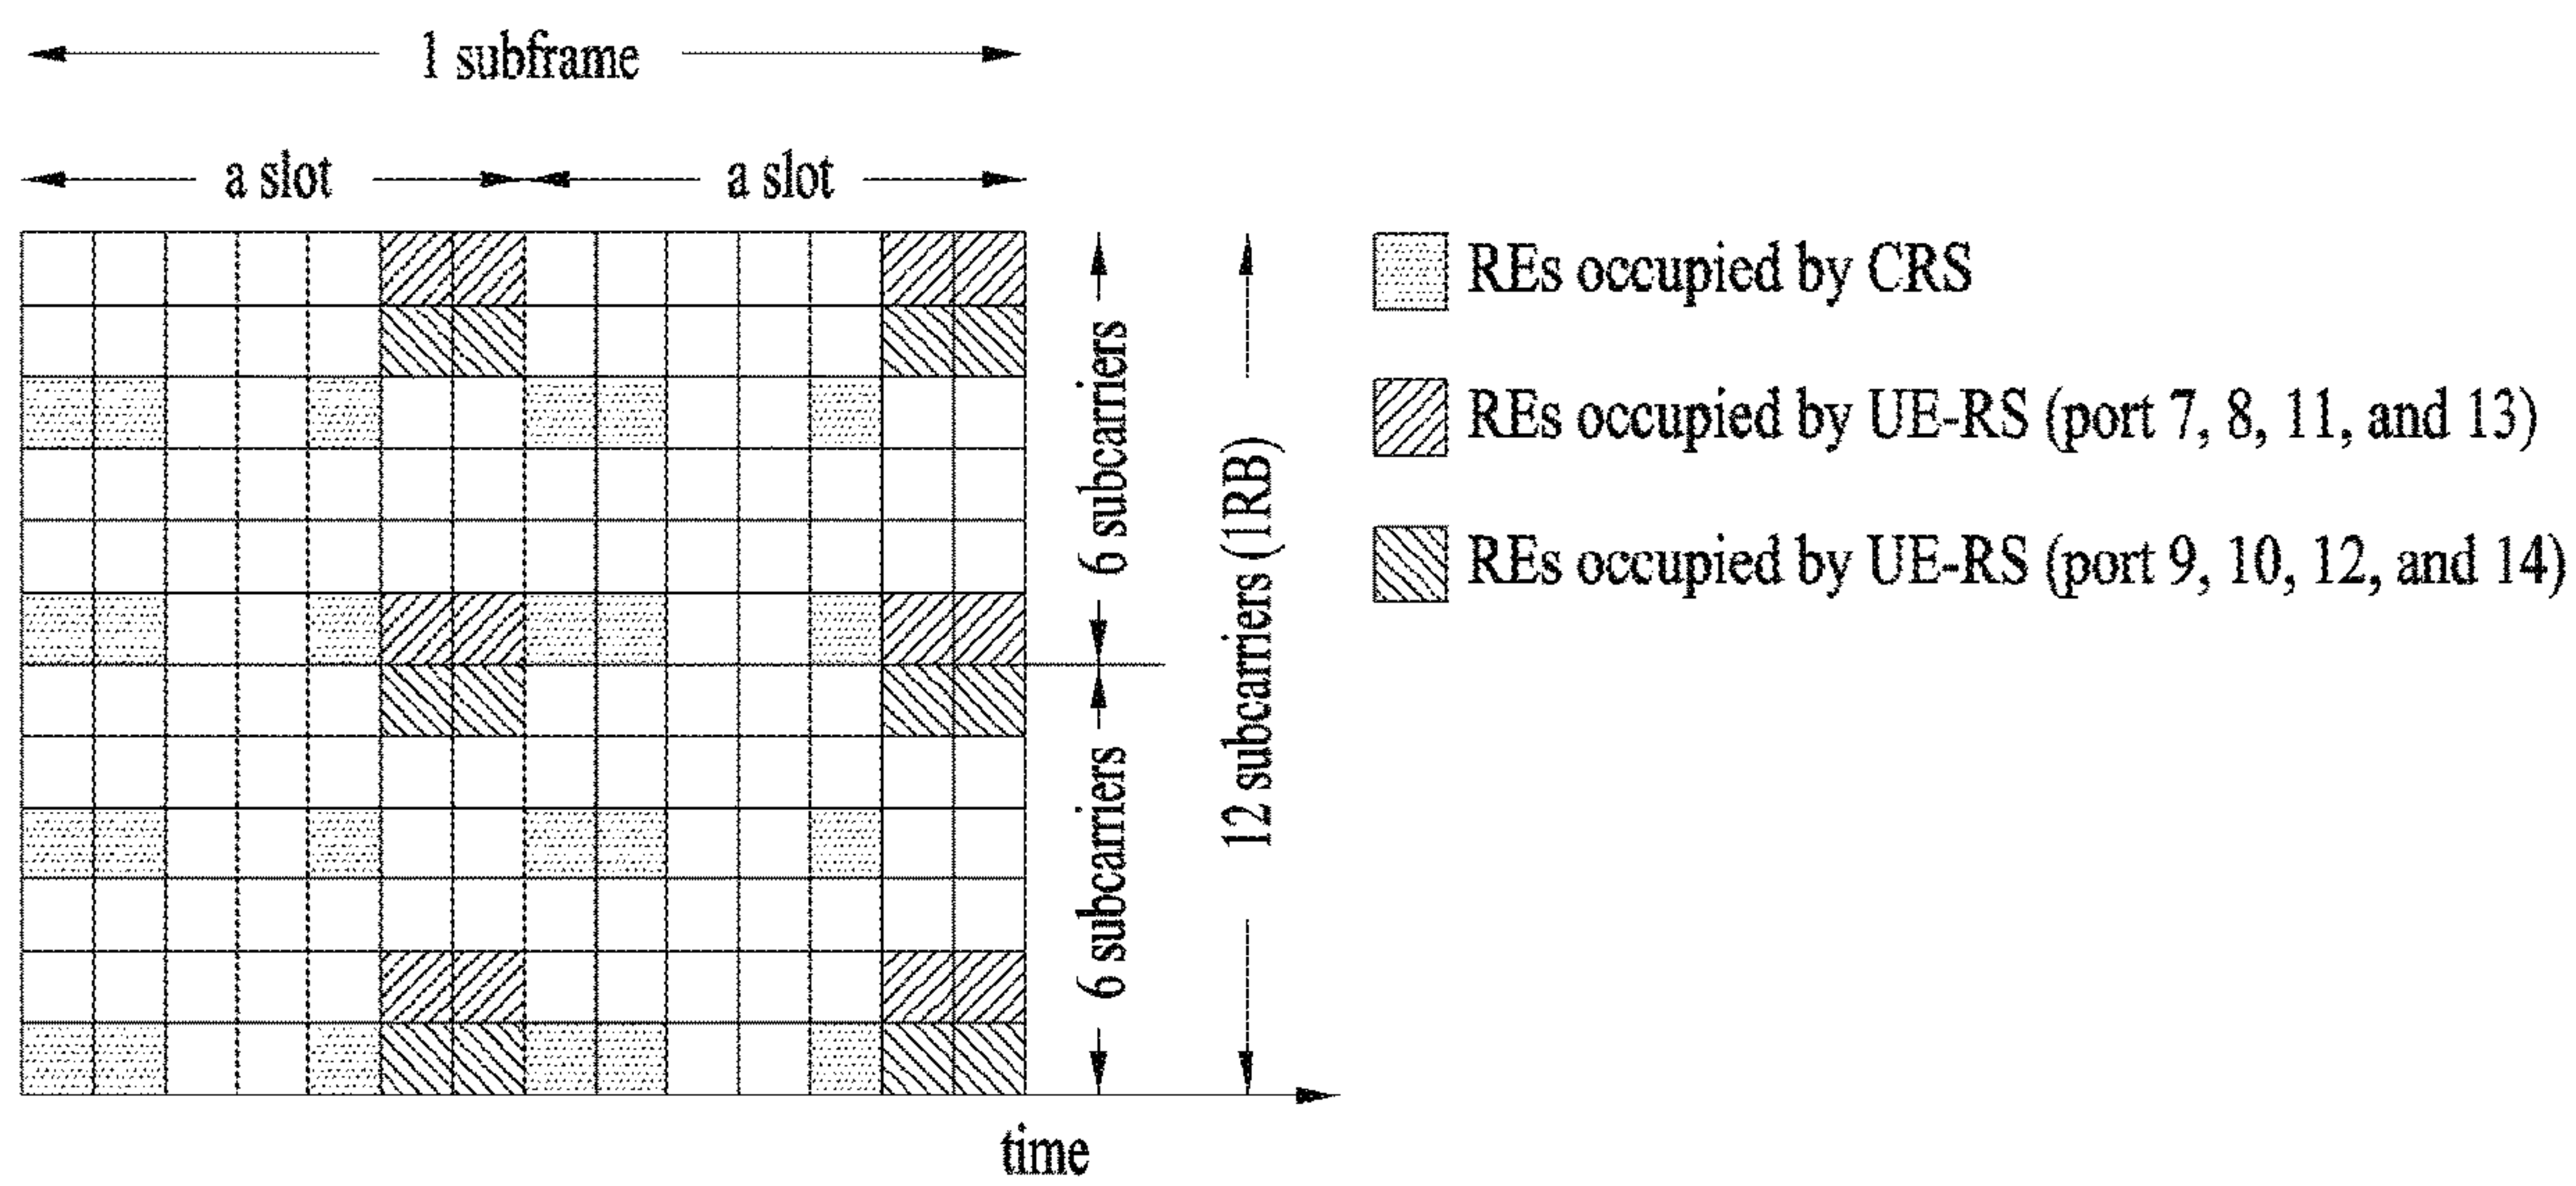 1 subframe
a slot
a slot
6 subcarriers
6 subcarriers
12 subcarriers (1RB)
REs occupied by CRS
REs occupied by UE-RS (port 7, 8, 11, and 13)
REs occupied by UE-RS (port 9, 10, 12, and 14)
time